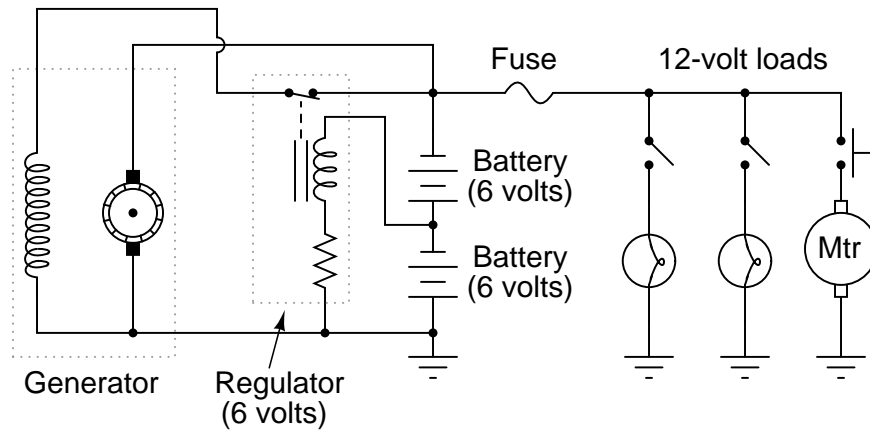 Fuse
12-volt loads
Battery
(6 volts)
Battery
(6 volts)
Mtr
Generator
Regulator
(6 volts)